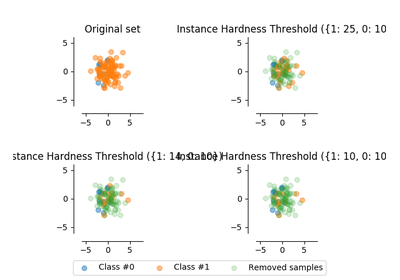 Original set
Instance Hardness Threshold ({1: 25, 0: 10
5
0
−5
5
0
−5
−5 0 5
−5 0 5
stance Hardness Threshold ({1: 14, 0: 10})
Instance Hardness Threshold ({1: 10, 0: 10
5
0
−5
5
0
−5
−5 0 5
−5 0 5
Class #0 Class #1 Removed samples